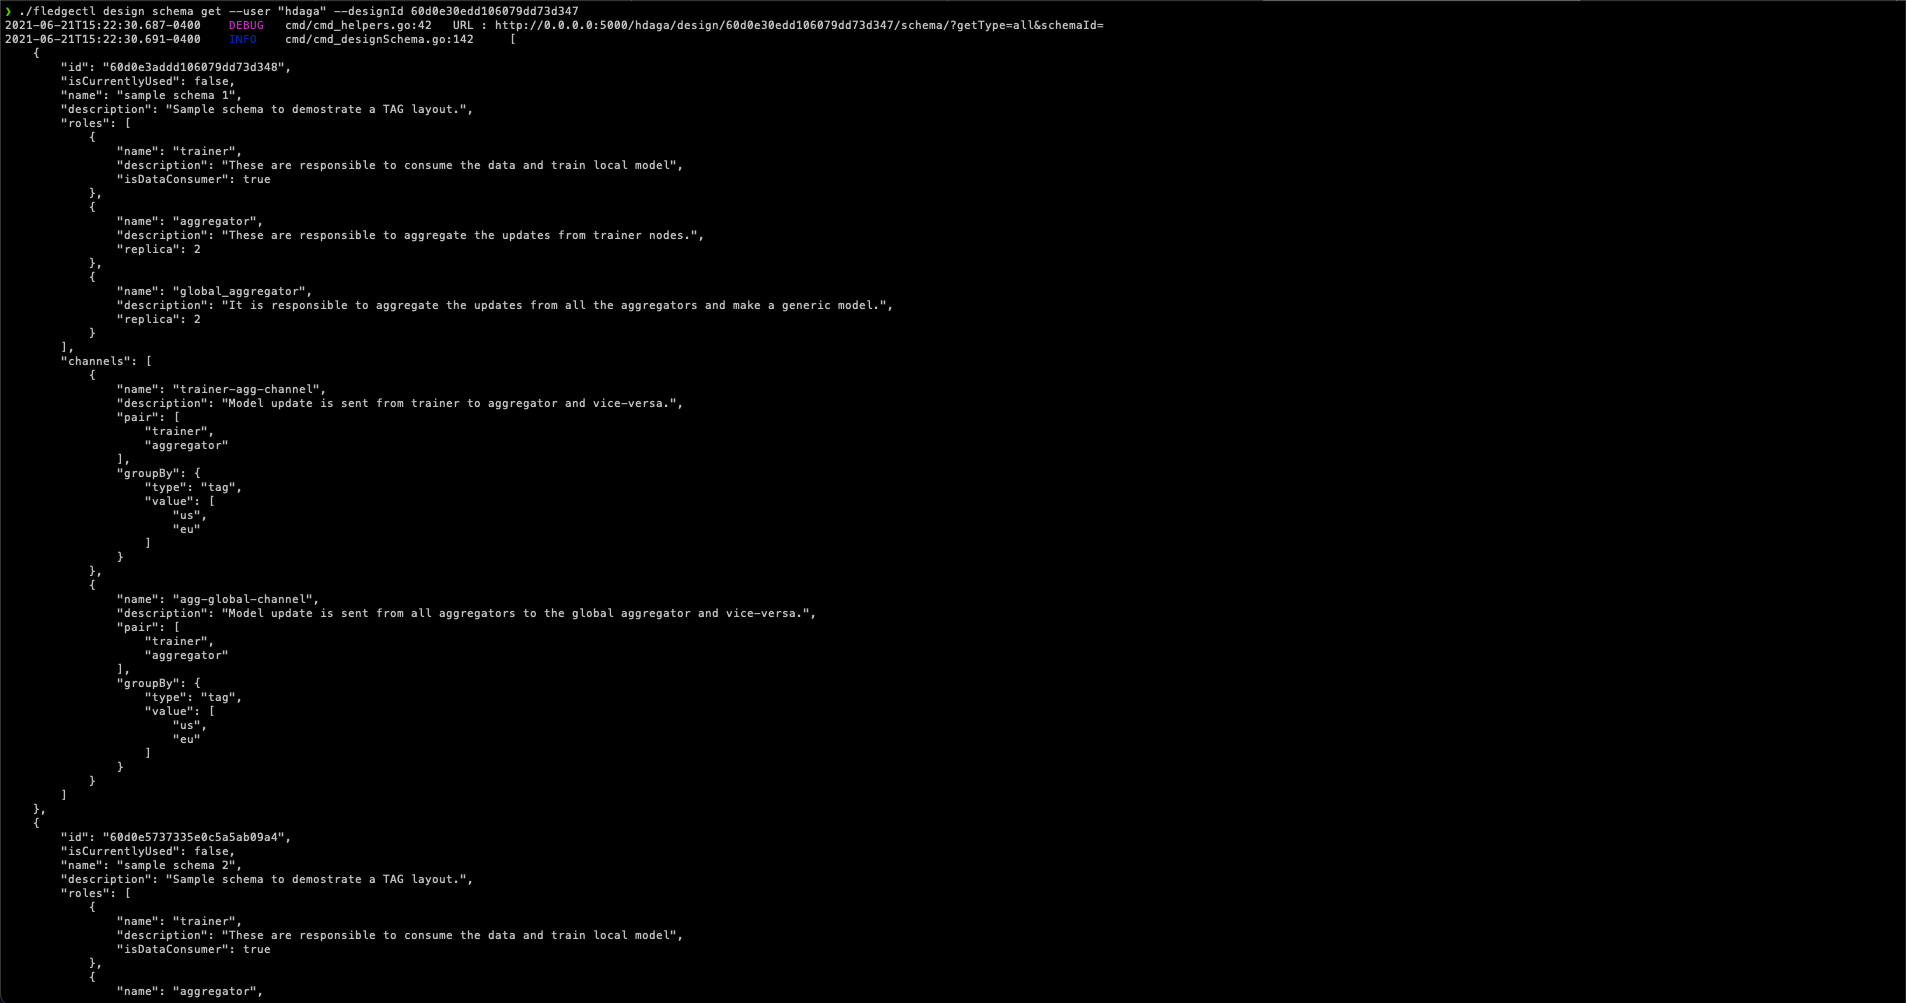 ❯ ./fledgectl design schema get --user "hdaga" --designId 60d0e30edd106079dd73d347
2021-06-21T15:22:30.687-0400    DEBUG   cmd/cmd_helpers.go:42   URL : http://0.0.0.0:5000/hdaga/design/60d0e30edd106079dd73d347/schema/?getType=all&schemaId=
2021-06-21T15:22:30.691-0400    INFO    cmd/cmd_designSchema.go:142     [
    {
        "id": "60d0e3addd106079dd73d348",
        "isCurrentlyUsed": false,
        "name": "sample schema 1",
        "description": "Sample schema to demostrate a TAG layout.",
        "roles": [
            {
                "name": "trainer",
                "description": "These are responsible to consume the data and train local model",
                "isDataConsumer": true
            },
            {
                "name": "aggregator",
                "description": "These are responsible to aggregate the updates from trainer nodes.",
                "replica": 2
            },
            {
                "name": "global_aggregator",
                "description": "It is responsible to aggregate the updates from all the aggregators and make a generic model.",
                "replica": 2
            }
        ],
        "channels": [
            {
                "name": "trainer-agg-channel",
                "description": "Model update is sent from trainer to aggregator and vice-versa.",
                "pair": [
                    "trainer",
                    "aggregator"
                ],
                "groupBy": {
                    "type": "tag",
                    "value": [
                        "us",
                        "eu"
                    ]
                }
            },
            {
                "name": "agg-global-channel",
                "description": "Model update is sent from all aggregators to the global aggregator and vice-versa.",
                "pair": [
                    "trainer",
                    "aggregator"
                ],
                "groupBy": {
                    "type": "tag",
                    "value": [
                        "us",
                        "eu"
                    ]
                }
            }
        ]
    },
    {
        "id": "60d0e5737335e0c5a5ab09a4",
        "isCurrentlyUsed": false,
        "name": "sample schema 2",
        "description": "Sample schema to demostrate a TAG layout.",
        "roles": [
            {
                "name": "trainer",
                "description": "These are responsible to consume the data and train local model",
                "isDataConsumer": true
            },
            {
                "name": "aggregator",